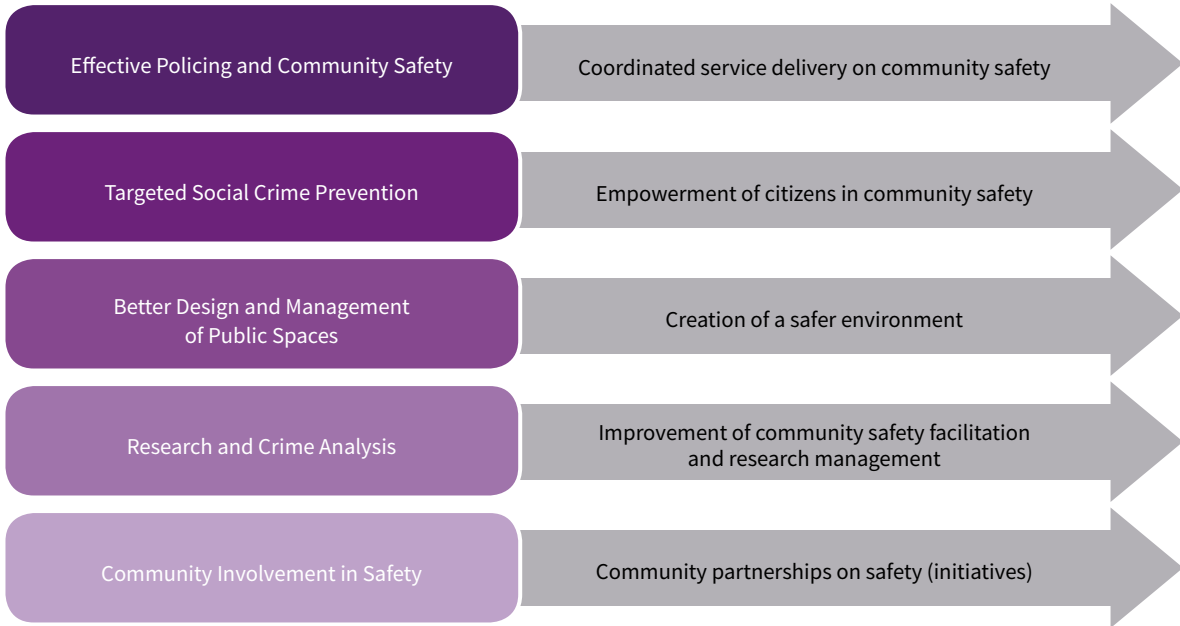 Effective Policing and Community Safety
Coordinated service delivery on community safety
Targeted Social Crime Prevention
Empowerment of citizens in community safety
Better Design and Management
of Public Spaces
Creation of a safer environment
Research and Crime Analysis
Improvement of community safety facilitation
and research management
Community Involvement in Safety
Community partnerships on safety (initiatives)